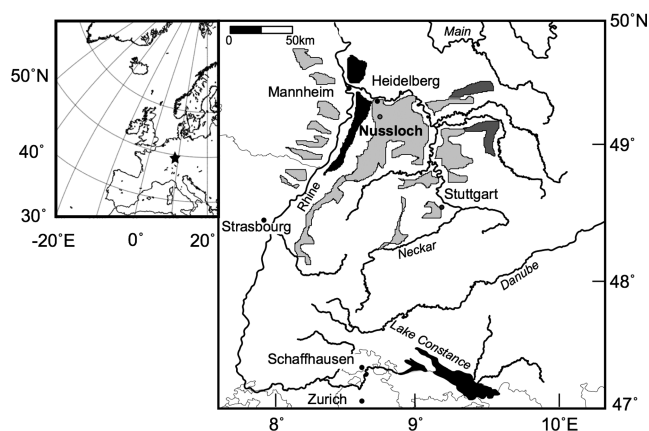 50˚N
40˚
30˚
-20˚E
0˚
20˚
0
50km
Main
50˚N
Mannheim
Heidelberg
Nussloch
49˚
Rhine
Stuttgart
Strasbourg
Neckar
Danube
48˚
Lake Constance
Schaffhausen
Zurich
47˚
8˚
9˚
10˚E